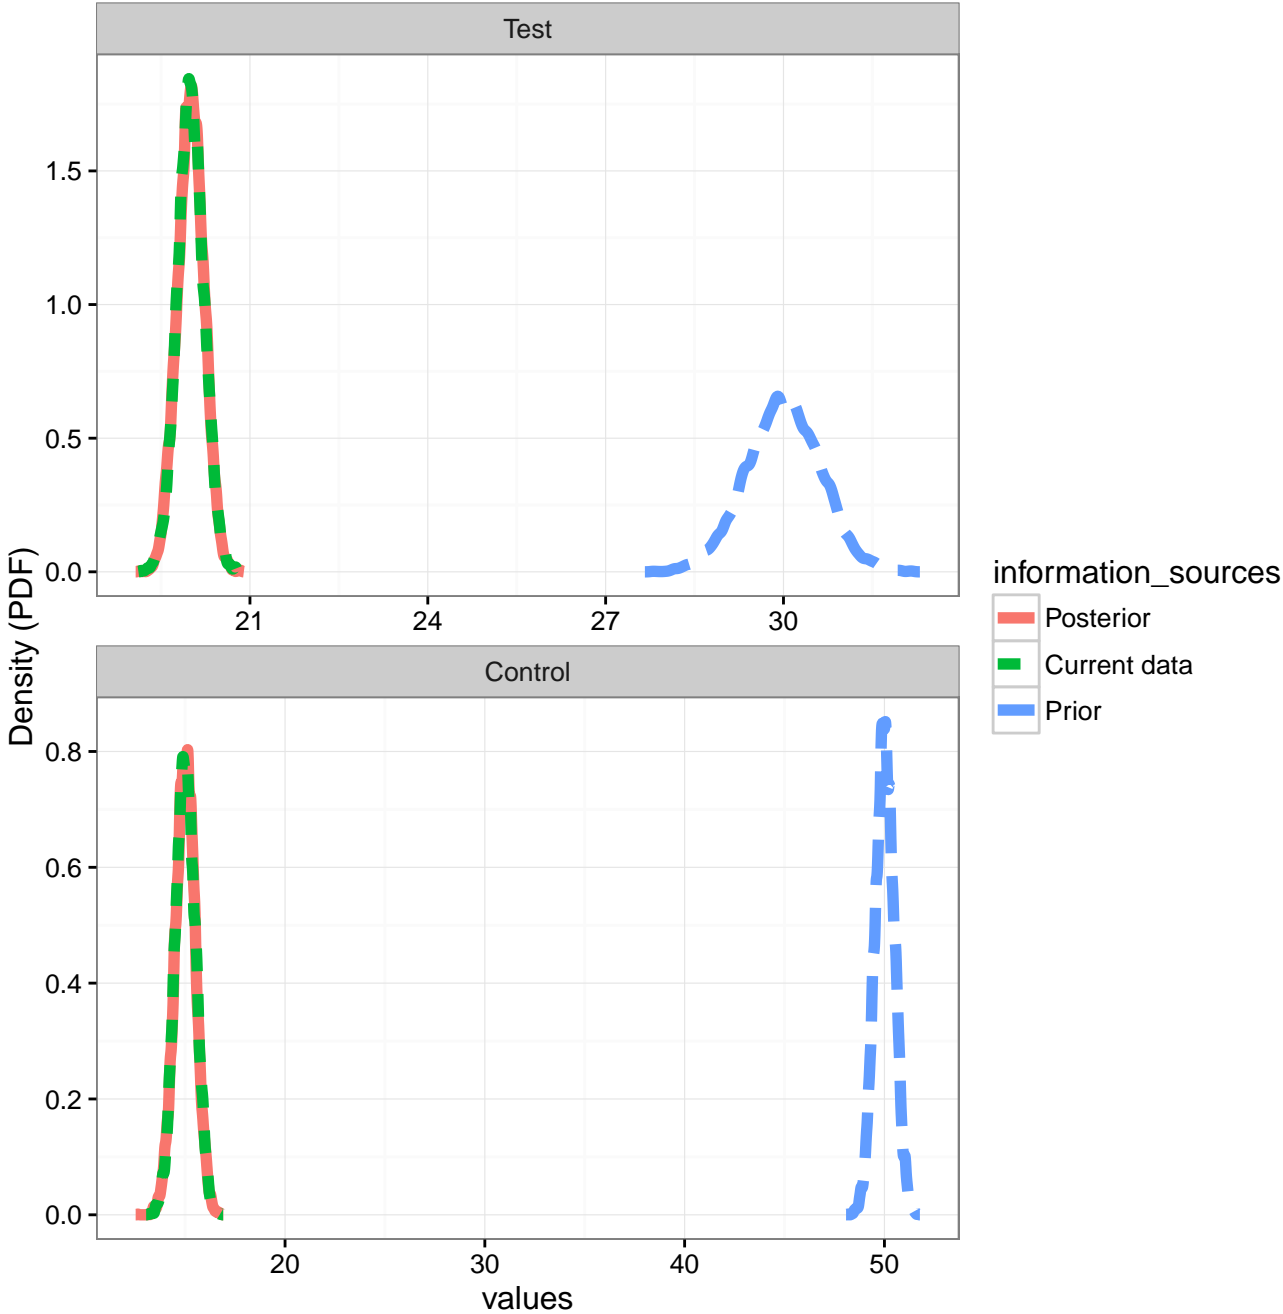 Test
1.5
1.0
0.5
0.0
21 24 27 30
Density (PDF)
information_sources
Posterior
Current data
Prior
Control
0.8
0.6
0.4
0.2
0.0
20 30 40 50
values